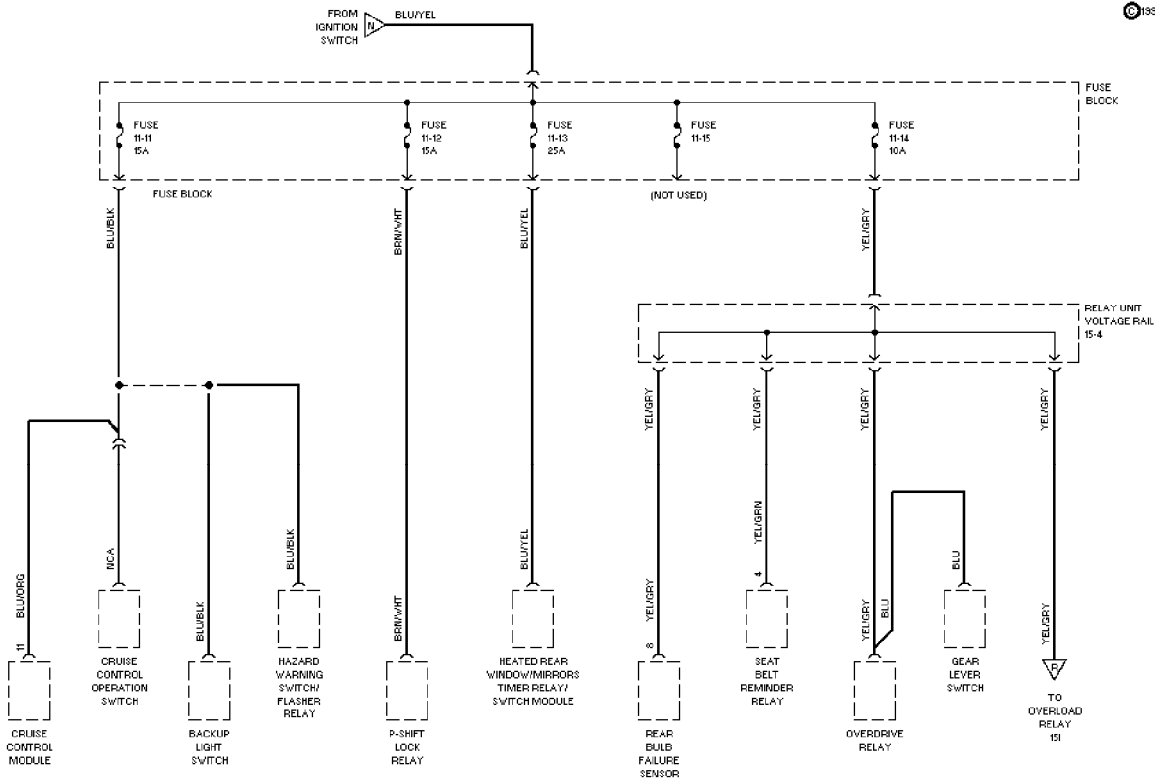 FROM
IGNITION
SWITCH
N
BLU/YEL
C 199
FUSE
BLOCK
FUSE
11-11
15A
FUSE
11-12
15A
FUSE
11-13
25A
FUSE
11-15
FUSE
11-14
10A
FUSE BLOCK
(NOT USED)
BLU/BLK
BRN/WHT
BLU/YEL
YEL/GRY
RELAY UNIT
VOLTAGE RAIL
15-4
YEL/GRY
YEL/GRY
YEL/GRY
YEL/GRY
11
BLU/ORG
NCA
BLU/BLK
BLU/BLK
BRN/WHT
BLU/YEL
8
YEL/GRY
4
YEL/GRN
YEL/GRY
BLU
BLU
YEL/GRY
R
CRUISE
CONTROL
OPERATION
SWITCH
HAZARD
WARNING
SWITCH/
FLASHER
RELAY
HEATED REAR
WINDOW/MIRRORS
TIMER RELAY/
SWITCH MODULE
SEAT
BELT
REMINDER
RELAY
GEAR
LEVER
SWITCH
TO
OVERLOAD
RELAY
151
CRUISE
CONTROL
MODULE
BACKUP
LIGHT
SWITCH
P-SHIFT
LOCK
RELAY
REAR
BULB
FAILURE
SENSOR
OVERDRIVE
RELAY